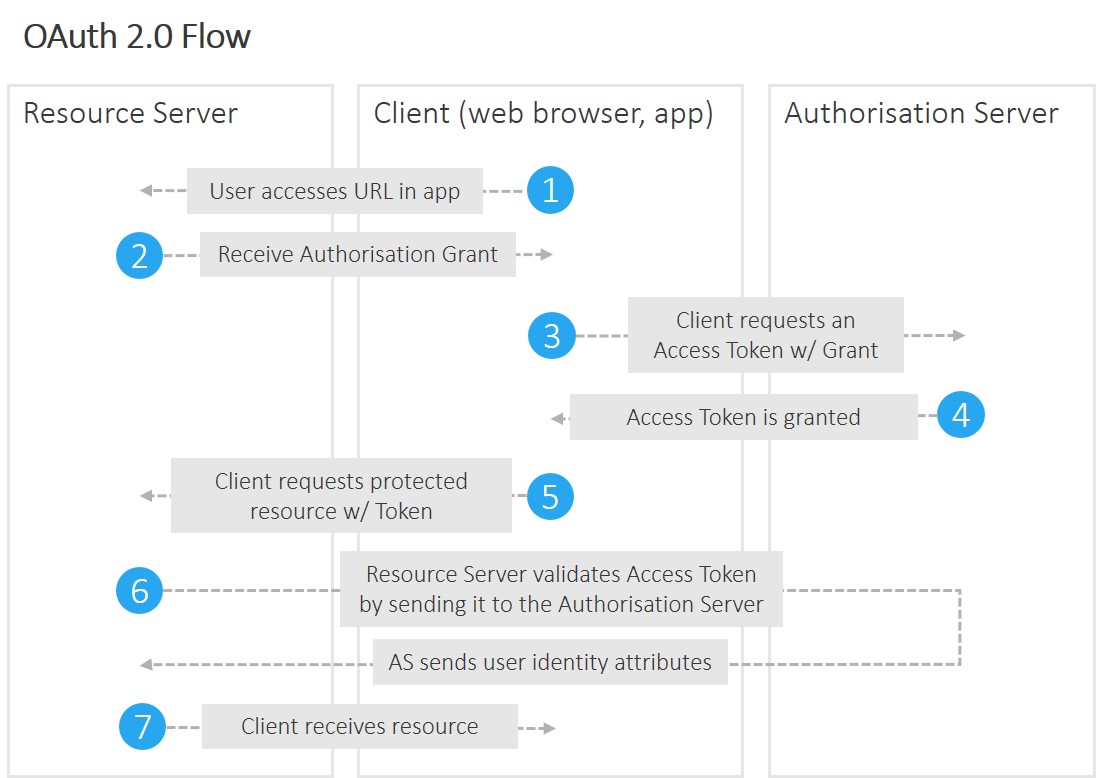 OAuth 2.0 Flow
Resource Server
Client (web browser, app)
Authorisation Server
User accesses URL in app
1
2
Receive Authorisation Grant
3
Client requests an
Access Token w/ Grant
Access Token is granted
4
Client requests protected
resource w/ Token
5
6
Resource Server validates Access Token
by sending it to the Authorisation Server
AS sends user identity attributes
7
Client receives resource